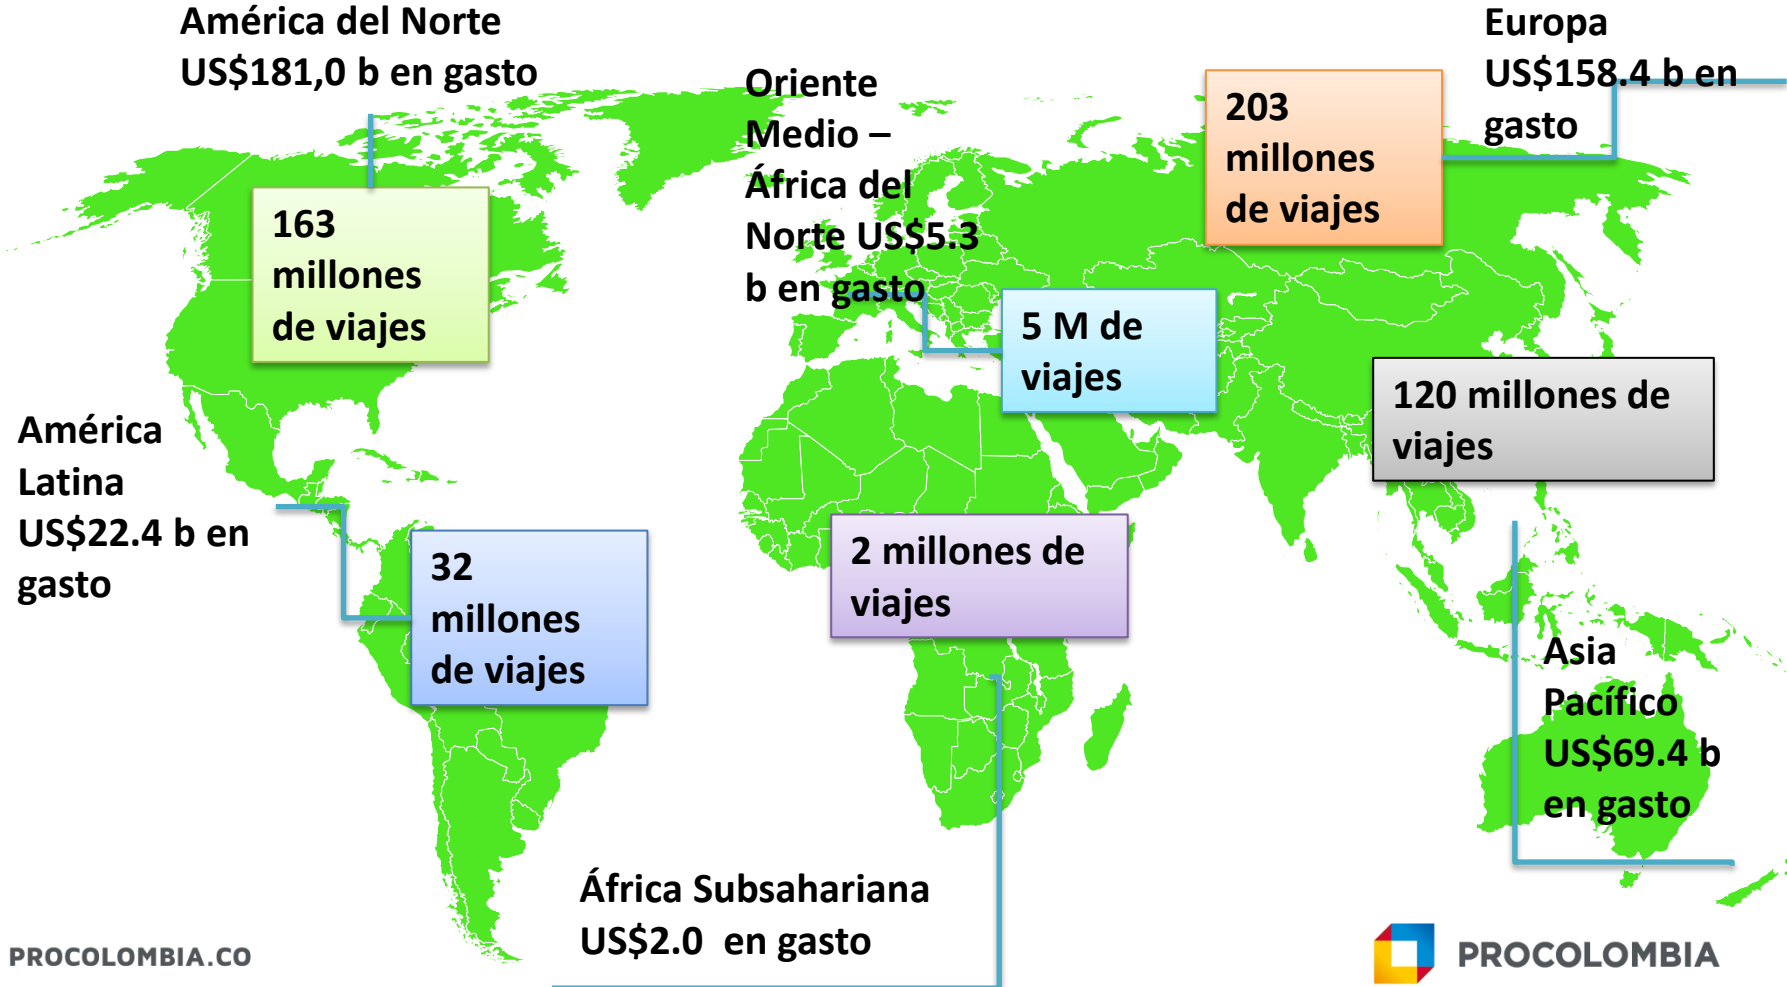 América del Norte
US$181,0 b en gasto
163
millones
de viajes
Oriente
Medio –
África del
Norte US$5.3
b en gasto
5 M de
viajes
Europa
US$158.4 b en
gasto
203
millones
de viajes
América
Latina
US$22.4 b en
gasto
32
millones
de viajes
2 millones de
viajes
África Subsahariana
US$2.0  en gasto
120 millones de
viajes
Asia
Pacífico
US$69.4 b
en gasto
PROCOLOMBIA.CO
PROCOLOMBIA